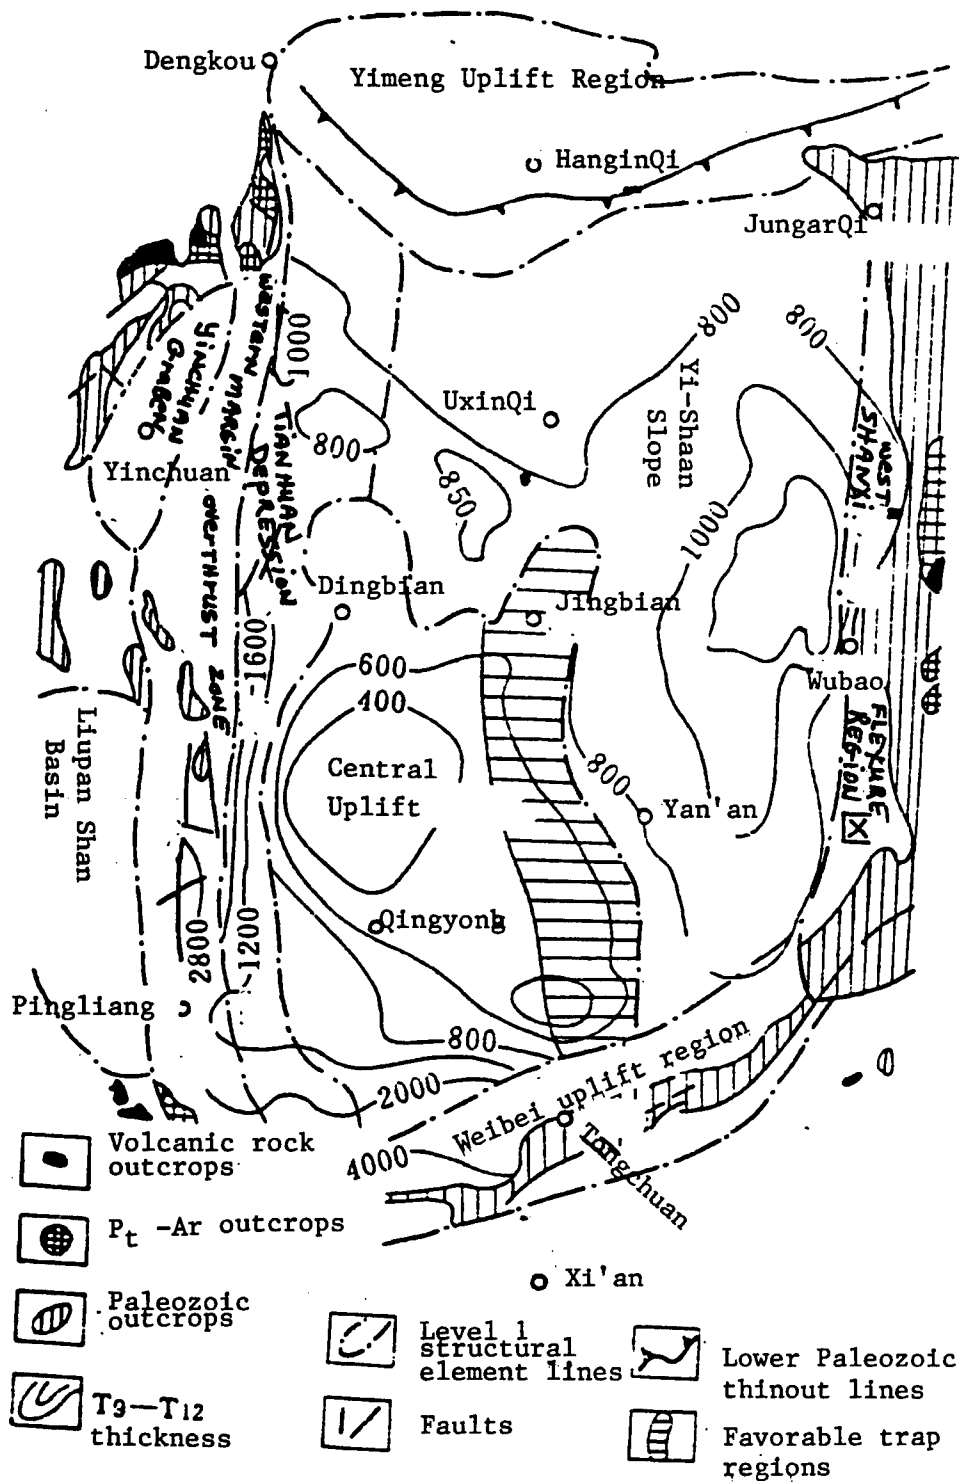 Dengkou
Yimeng Uplift Region
HanginQi
JungarQi
YiNCHUAN
GrabeN
WesterN MARGiN overTHrusT ZoNE
TiANHUAN
DePRESSioN
1000
800
800
800
UxinQi
Yi-Shaan
Slope
WesT
SHANXi
Yinchuan
850
1000
Dingbian
Jingbian
1600
600
400
Wubao
FLEXURE
REGiON
Liupan Shan
Basin
Central
Uplift
800
Yan'an
Qingyong
2800
1200
Pingliang
800
2000
Weibei uplift region
4000
Tongchuan
Xi'an
Volcanic rock
outcrops
Pt -Ar outcrops
Paleozoic
outcrops
T9—T12
thickness
Level 1
structural
element lines
Faults
Lower Paleozoic
thinout lines
Favorable trap
regions